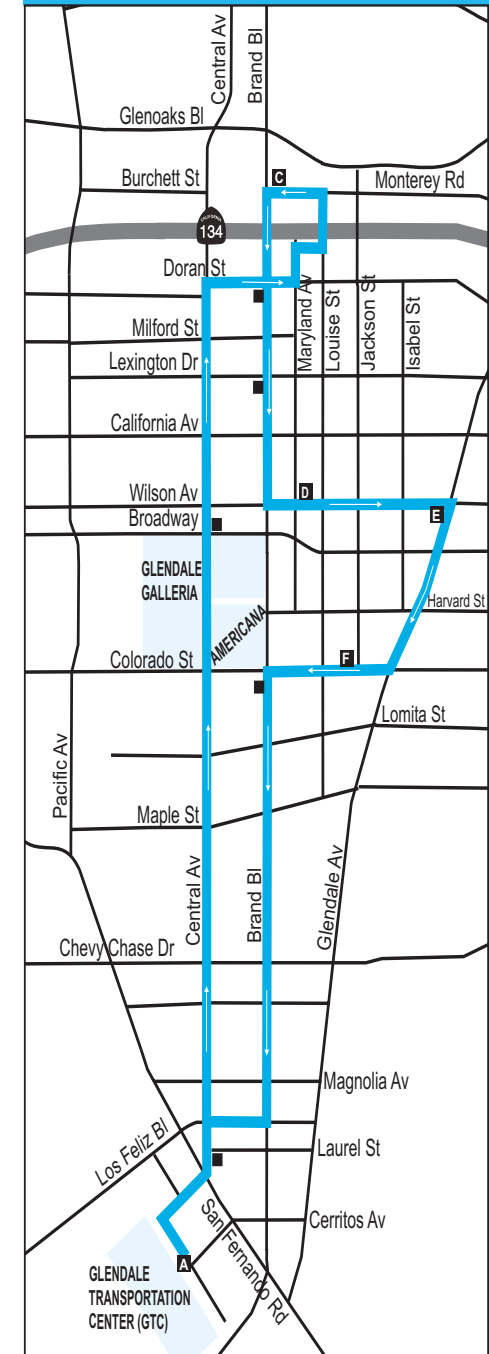 Central Av
Brand Bl
Glenoaks Bl
C
Burchett St
Monterey Rd
CALIFORNIA
134
Doran St
Maryland Av
Louise St
Jackson St
Isabel St
Milford St
Lexington Dr
California Av
Wilson Av
D
E
Broadway
GLENDALE
GALLERIA
AMERICANA
Harvard St
Colorado St
F
Lomita St
Pacific Av
Maple St
Central Av
Brand Bl
Glendale Av
Chevy Chase Dr
Magnolia Av
Los Feliz Bl
Laurel St
San Fernando Rd
Cerritos Av
A
GLENDALE
TRANSPORTATION
CENTER (GTC)